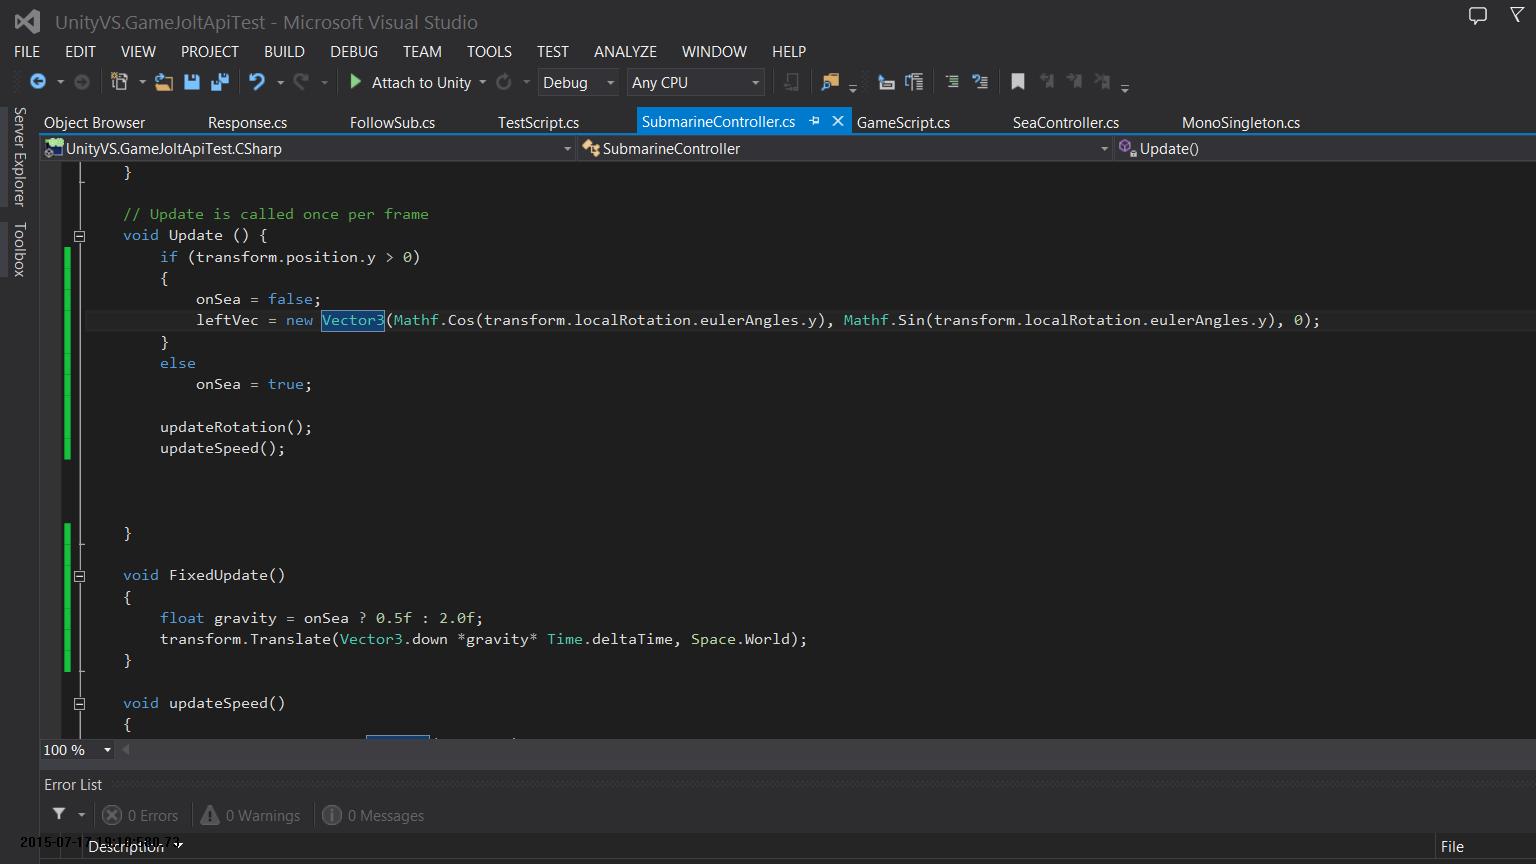 UnityVS.GameJoltApiTest - Microsoft Visual Studio
FILE EDIT VIEW PROJECT BUILD DEBUG TEAM TOOLS TEST ANALYZE WINDOW HELP
Attach to Unity Debug Any CPU
Server Explorer
Toolbox
Object Browser Response.cs FollowSub.cs TestScript.cs SubmarineController.cs GameScript.cs SeaController.cs MonoSingleton.cs
UnityVS.GameJoltApiTest.CSharp SubmarineController Update()
}
// Update is called once per frame
void Update () {
if (transform.position.y > 0)
{
onSea = false;
leftVec = new Vector3(Mathf.Cos(transform.localRotation.eulerAngles.y), Mathf.Sin(transform.localRotation.eulerAngles.y), 0);
}
else
onSea = true;
updateRotation();
updateSpeed();
}
void FixedUpdate()
{
float gravity = onSea ? 0.5f : 2.0f;
transform.Translate(Vector3.down *gravity* Time.deltaTime, Space.World);
}
void updateSpeed()
{
100 %
Error List
0 Errors 0 Warnings 0 Messages
Description File